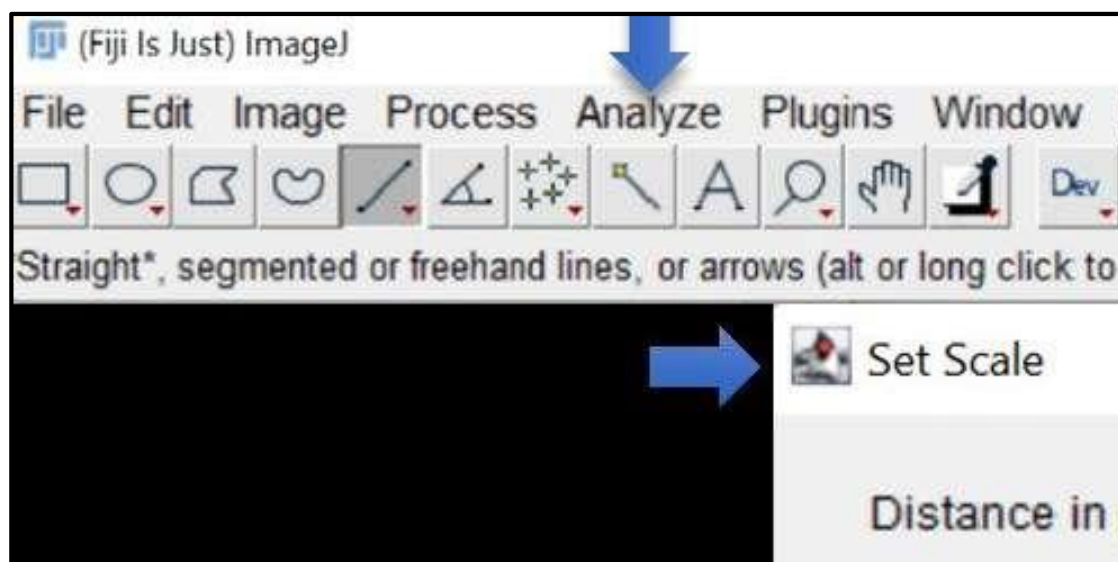 (Fiji Is Just) ImageJ
File Edit Image Process Analyze Plugins Window
A Dev
"Straight*, segmented or freehand lines, or arrows (alt or long click to
Set Scale
Distance in